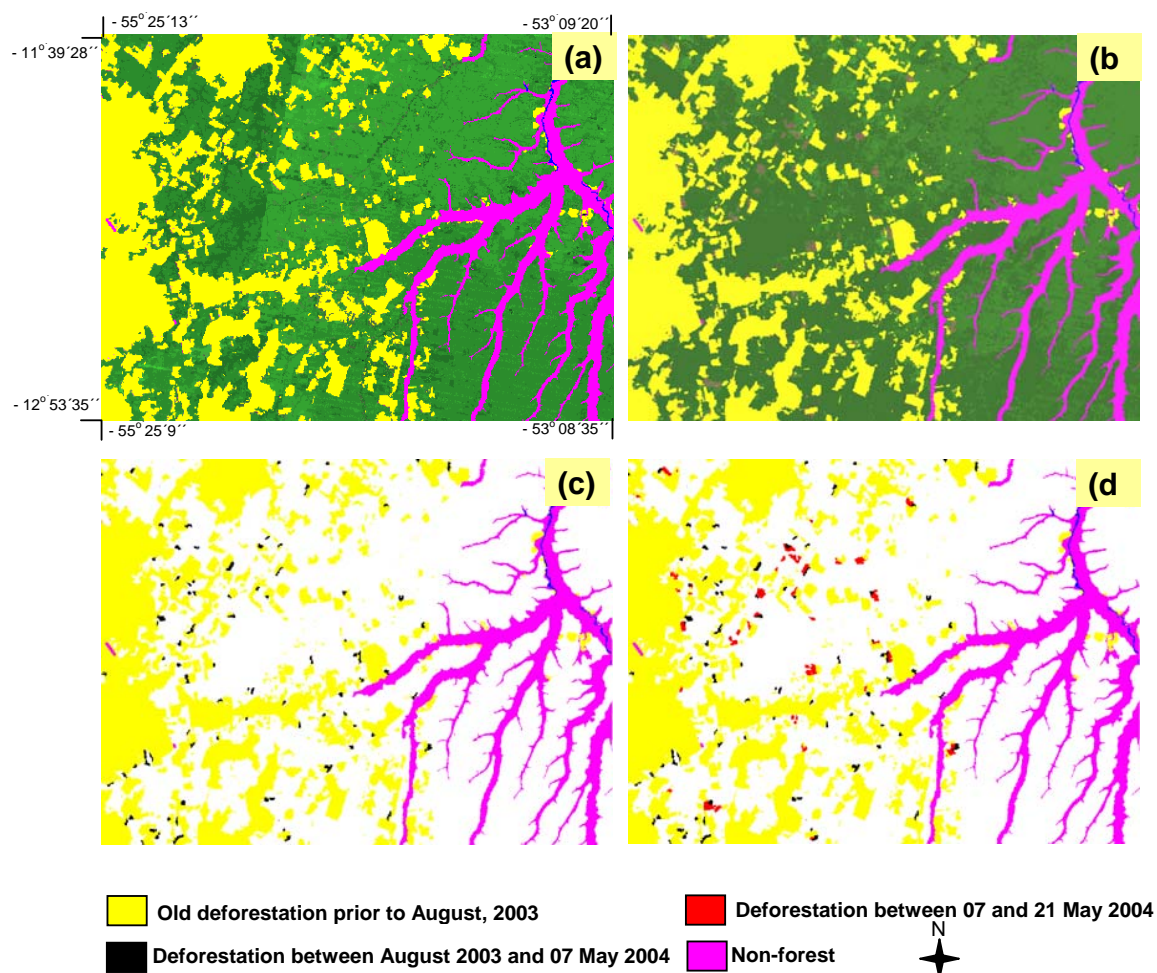 - 55° 25´13´´
- 53° 09´20´´
- 11° 39´28´´
(a)
(b
- 12° 53´35´´
- 55° 25´9´´
- 53° 08´35´´
(c)
(d
Old deforestation prior to August, 2003
Deforestation between 07 and 21 May 2004
Deforestation between August 2003 and 07 May 2004
Non-forest
N